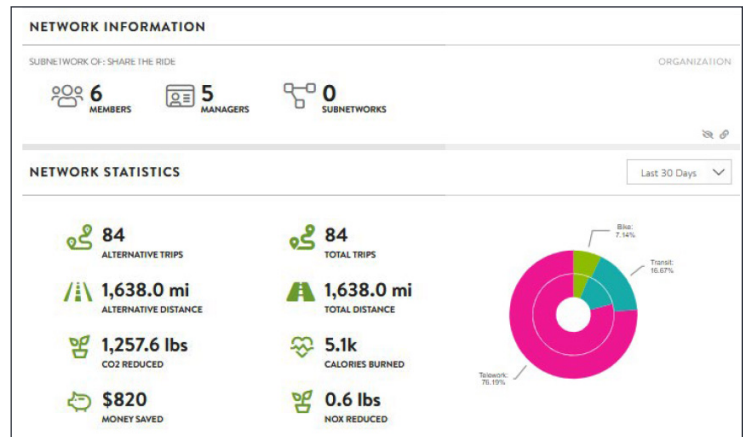 NETWORK INFORMATION
SUBNETWORK OF: SHARE THE RIDE
ORGANIZATION
6
MEMBERS
5
MANAGERS
0
SUBNETWORKS
NETWORK STATISTICS
Last 30 Days
84
ALTERNATIVE TRIPS
84
TOTAL TRIPS
1,638.0 mi
ALTERNATIVE DISTANCE
1,638.0 mi
TOTAL DISTANCE
1,257.6 lbs
CO2 REDUCED
5.1k
CALORIES BURNED
$820
MONEY SAVED
0.6 lbs
NOX REDUCED
Bike:
7.14%
Transit:
16.67%
Telework:
76.19%